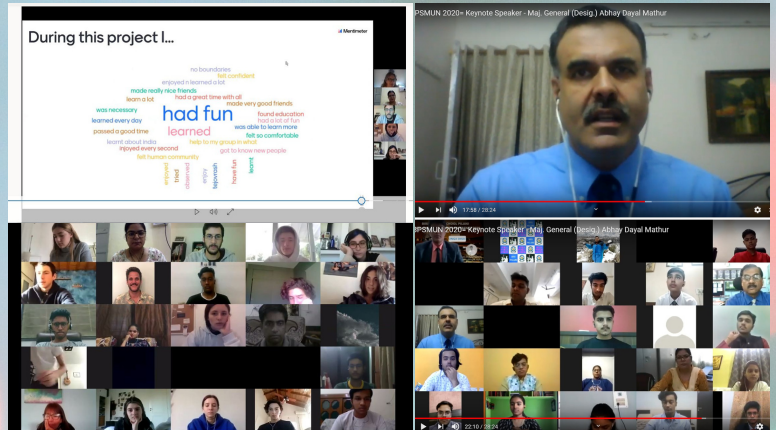 During this project I...
Mentimeter
no boundaries
felt confident
enjoyed n learned a lot
made really nice friends
had a great time with all
learn a lot
made very good friends
was necessary
had fun
found education
had a lot of fun
learned every day
was able to learn more
passed a good time
learned
felt so comfortable
learnt about india
help to my group in what
injoyed every second
got to know new people
felt human community
enjoyed
tried
observed
enjoy
tejovrash
have fun
learnt
PSMUN 2020= Keynote Speaker - Maj. General (Desig.) Abhay Dayal Mathur
17:58 / 28:24
PSMUN 2020= Keynote Speaker - Maj. General (Desig.) Abhay Dayal Mathur
22:10 / 28:24